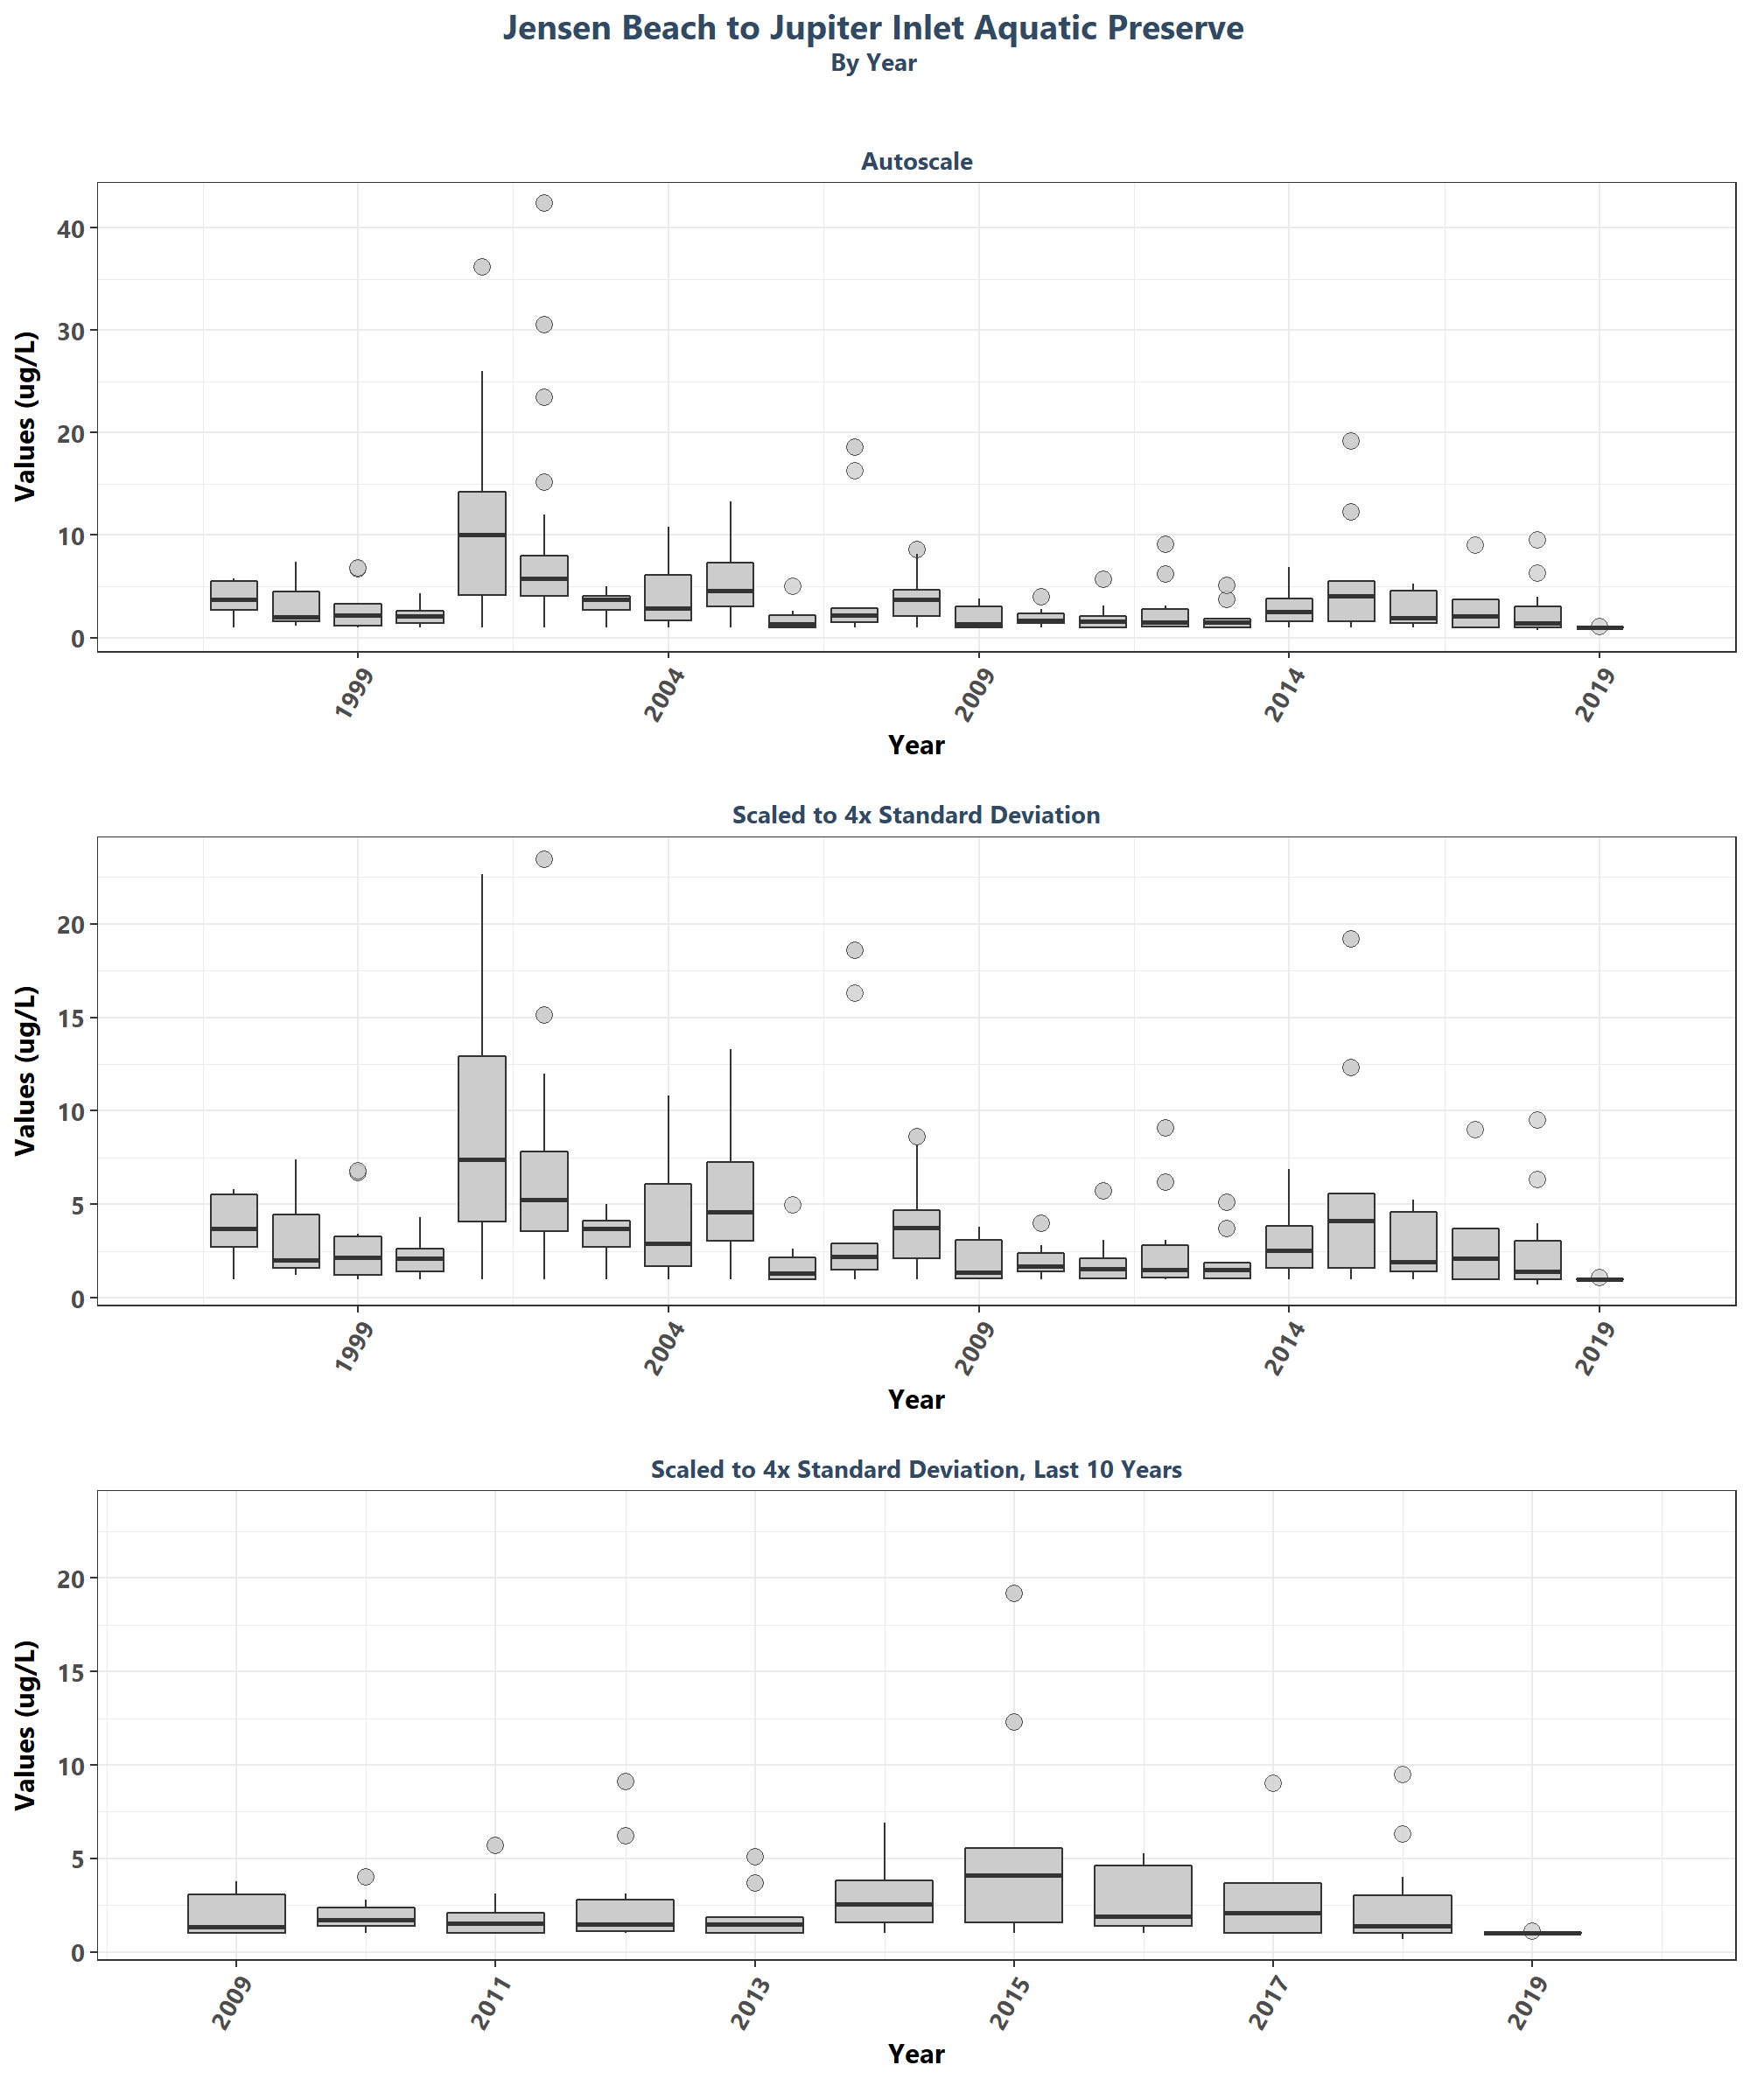 Jensen Beach to Jupiter Inlet Aquatic Preserve
By Year
Autoscale
Values (ug/L)
40
30
20
10
0
1999
2004
2009
2014
2019
Year
Scaled to 4x Standard Deviation
Values (ug/L)
20
15
10
5
0
1999
2004
2009
2014
2019
Year
Scaled to 4x Standard Deviation, Last 10 Years
Values (ug/L)
20
15
10
5
0
2009
2011
2013
2015
2017
2019
Year